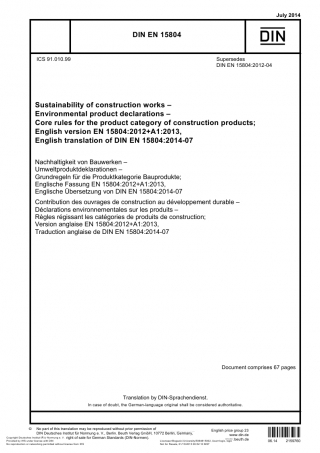 July 2014
DIN EN 15804
DIN
ICS 91.010.99
Supersedes
DIN EN 15804:2012-04
Sustainability of construction works –
Environmental product declarations –
Core rules for the product category of construction products;
English version EN 15804:2012+A1:2013,
English translation of DIN EN 15804:2014-07
Nachhaltigkeit von Bauwerken –
Umweltproduktdeklarationen –
Grundregeln für die Produktkategorie Bauprodukte;
Englische Fassung EN 15804:2012+A1:2013,
Englische Übersetzung von DIN EN 15804:2014-07
Contribution des ouvrages de construction au développement durable –
Déclarations environnementales sur les produits –
Règles régissant les catégories de produits de construction;
Version anglaise EN 15804:2012+A1:2013,
Traduction anglaise de DIN EN 15804:2014-07
Document comprises 67 pages
Translation by DIN-Sprachendienst.
In case of doubt, the German-language original shall be considered authoritative.
© No part of this translation may be reproduced without prior permission of
DIN Deutsches Institut für Normung e. V., Berlin. Beuth Verlag GmbH, 10772 Berlin, Germany,
right of sale for German Standards (DIN-Normen).
English price group 23
www.din.de
www.beuth.de